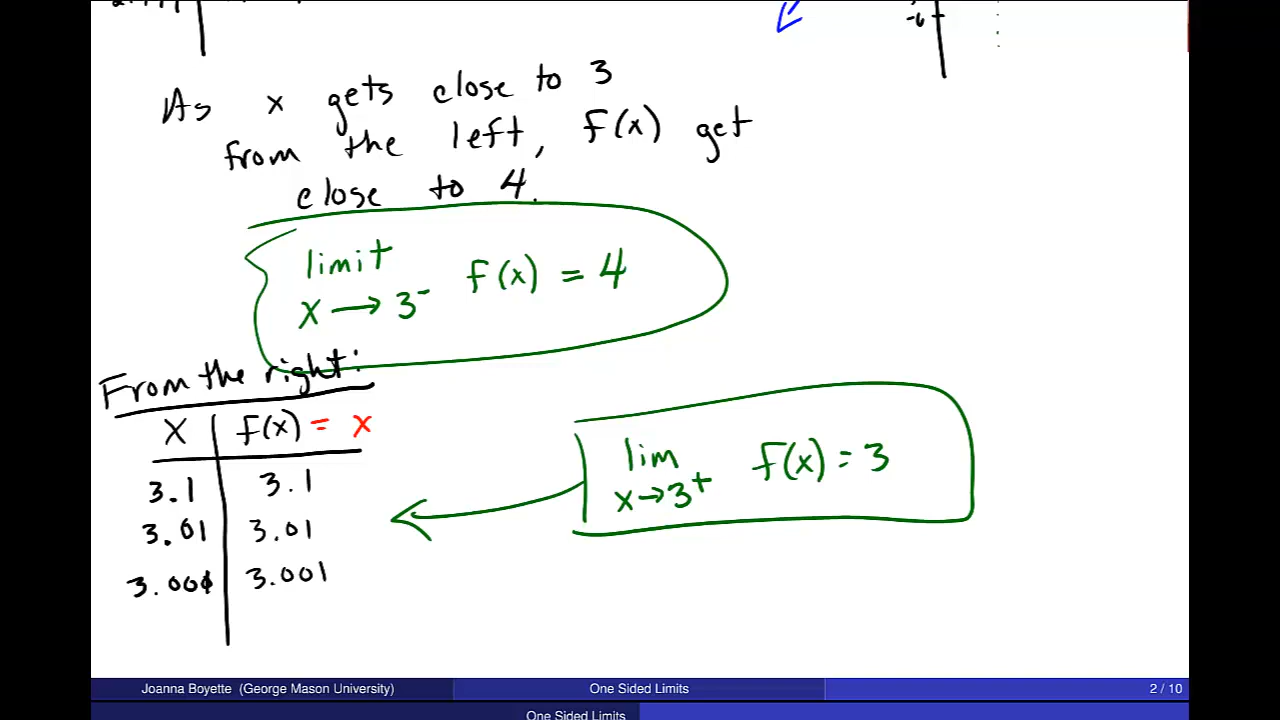 -6
As x gets close to 3
from the left, f(x) get
close to 4.
limit
x → 3⁻ f(x) = 4
From the right:
X f(x) = x
3.1 3.1
3.01 3.01
3.001 3.001
lim f(x) = 3
x→3⁺
Joanna Boyette (George Mason University) One Sided Limits 2 / 10
One Sided Limits